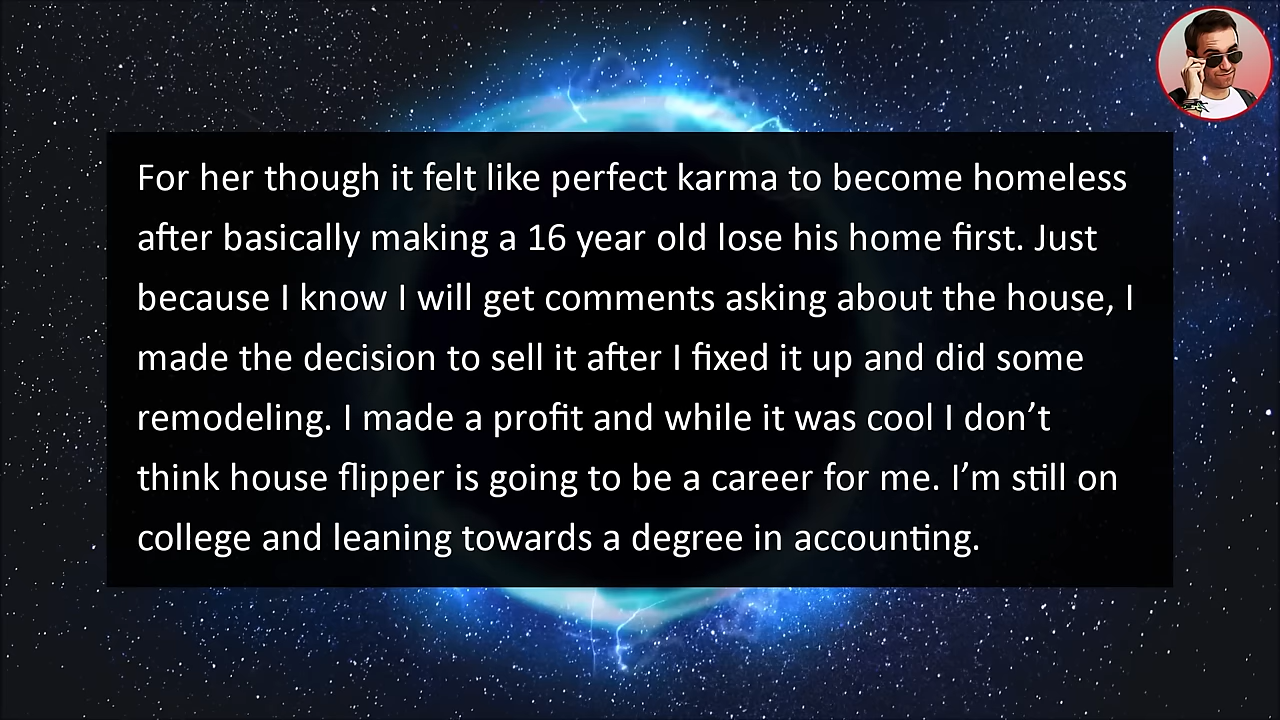 For her though it felt like perfect karma to become homeless
after basically making a 16 year old lose his home first. Just
because I know I will get comments asking about the house, I
made the decision to sell it after I fixed it up and did some
remodeling. I made a profit and while it was cool I don’t
think house flipper is going to be a career for me. I’m still on
college and leaning towards a degree in accounting.